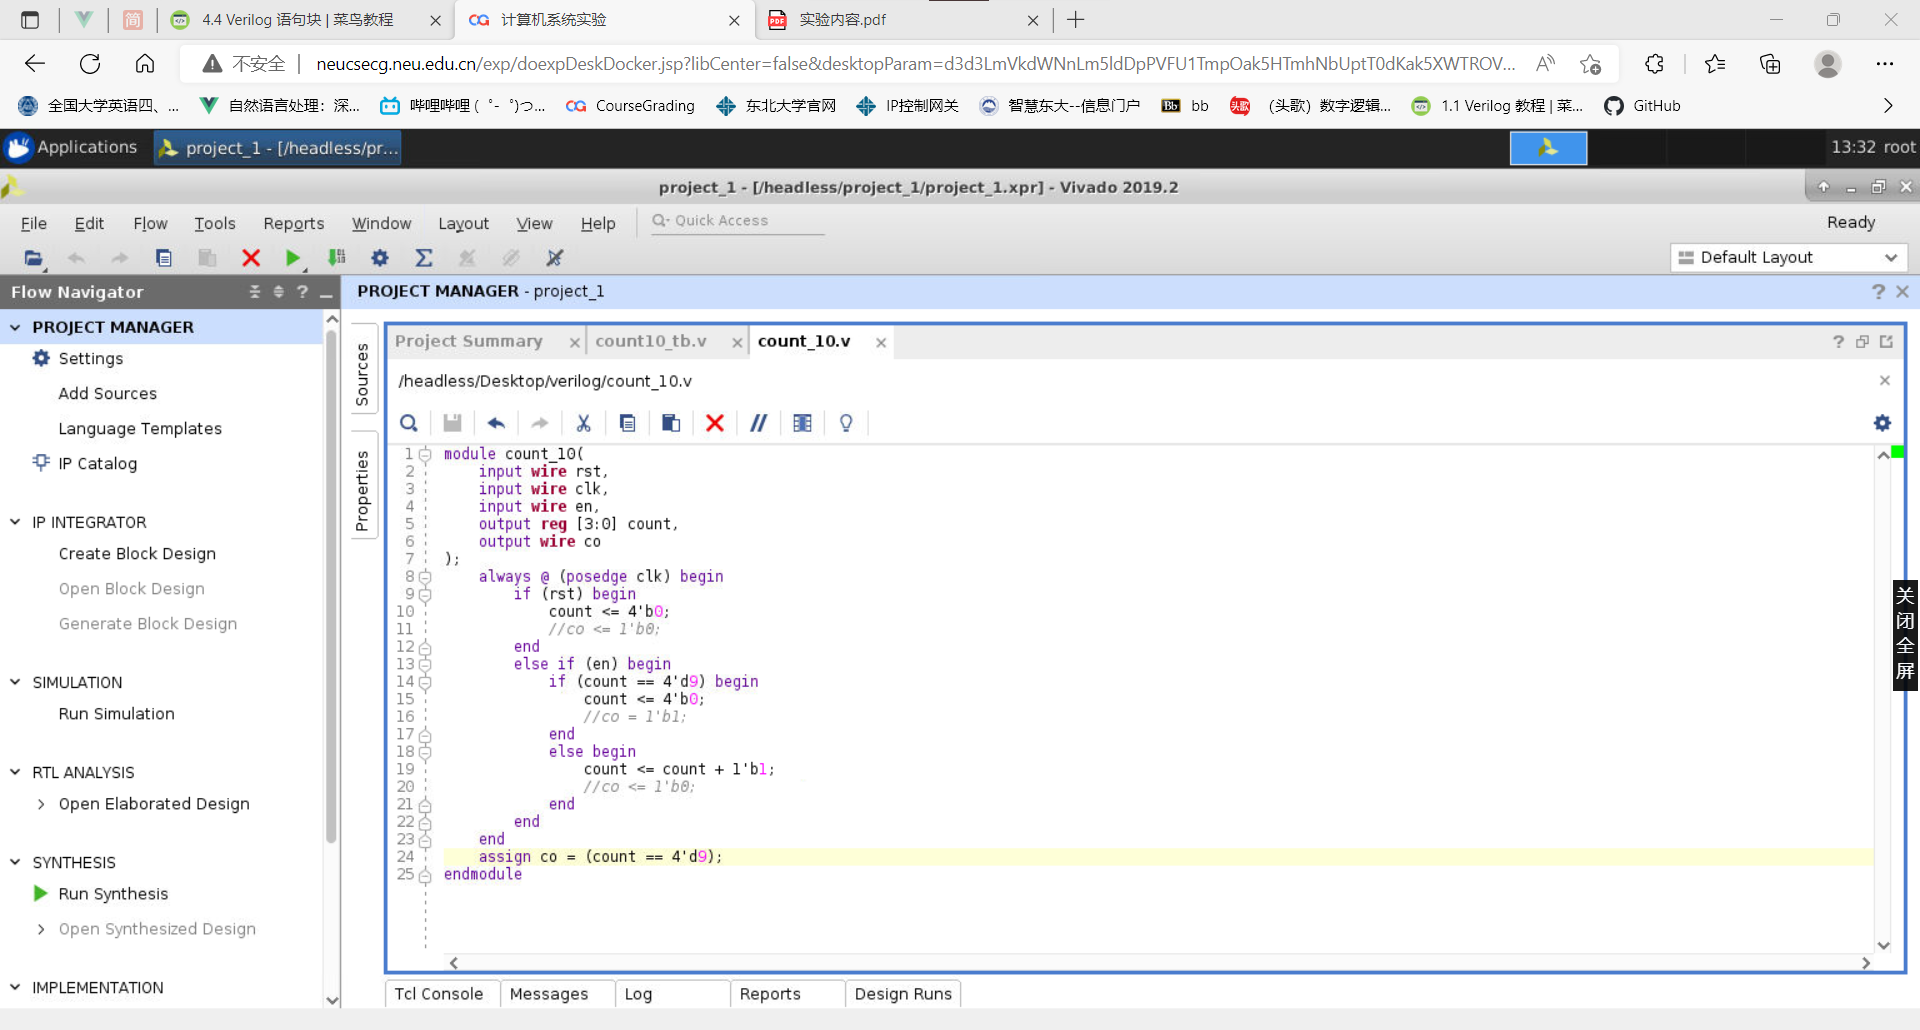 4.4 Verilog 语句块 | 菜鸟教程
计算机系统实验
实验内容.pdf
不安全
neucsecg.neu.edu.cn/exp/doexpDeskDocker.jsp?libCenter=false&desktopParam=d3d3LmVkdWNnLm5ldDpPVFU1TmpOak5HTmhNbUptT0dKak5XWTROV...
全国大学英语四、...
自然语言处理：深...
哔哩哔哩 (゜-゜)つ...
CourseGrading
东北大学官网
IP控制网关
智慧东大--信息门户
bb
（头歌）数字逻辑...
1.1 Verilog 教程 | 菜...
GitHub
Applications
project_1 - [/headless/pr...
13:32 root
project_1 - [/headless/project_1/project_1.xpr] - Vivado 2019.2
File Edit Flow Tools Reports Window Layout View Help
Quick Access
Ready
Default Layout
Flow Navigator
PROJECT MANAGER - project_1
PROJECT MANAGER
Settings
Add Sources
Language Templates
IP Catalog
IP INTEGRATOR
Create Block Design
Open Block Design
Generate Block Design
SIMULATION
Run Simulation
RTL ANALYSIS
Open Elaborated Design
SYNTHESIS
Run Synthesis
Open Synthesized Design
IMPLEMENTATION
Sources
Properties
Project Summary
count10_tb.v
count_10.v
/headless/Desktop/verilog/count_10.v
1 module count_10(
2 input wire rst,
3 input wire clk,
4 input wire en,
5 output reg [3:0] count,
6 output wire co
7 );
8 always @ (posedge clk) begin
9 if (rst) begin
10 count <= 4'b0;
11 //co <= 1'b0;
12 end
13 else if (en) begin
14 if (count == 4'd9) begin
15 count <= 4'b0;
16 //co = 1'b1;
17 end
18 else begin
19 count <= count + 1'b1;
20 //co <= 1'b0;
21 end
22 end
23 end
24 assign co = (count == 4'd9);
25 endmodule
关闭全屏
Tcl Console
Messages
Log
Reports
Design Runs